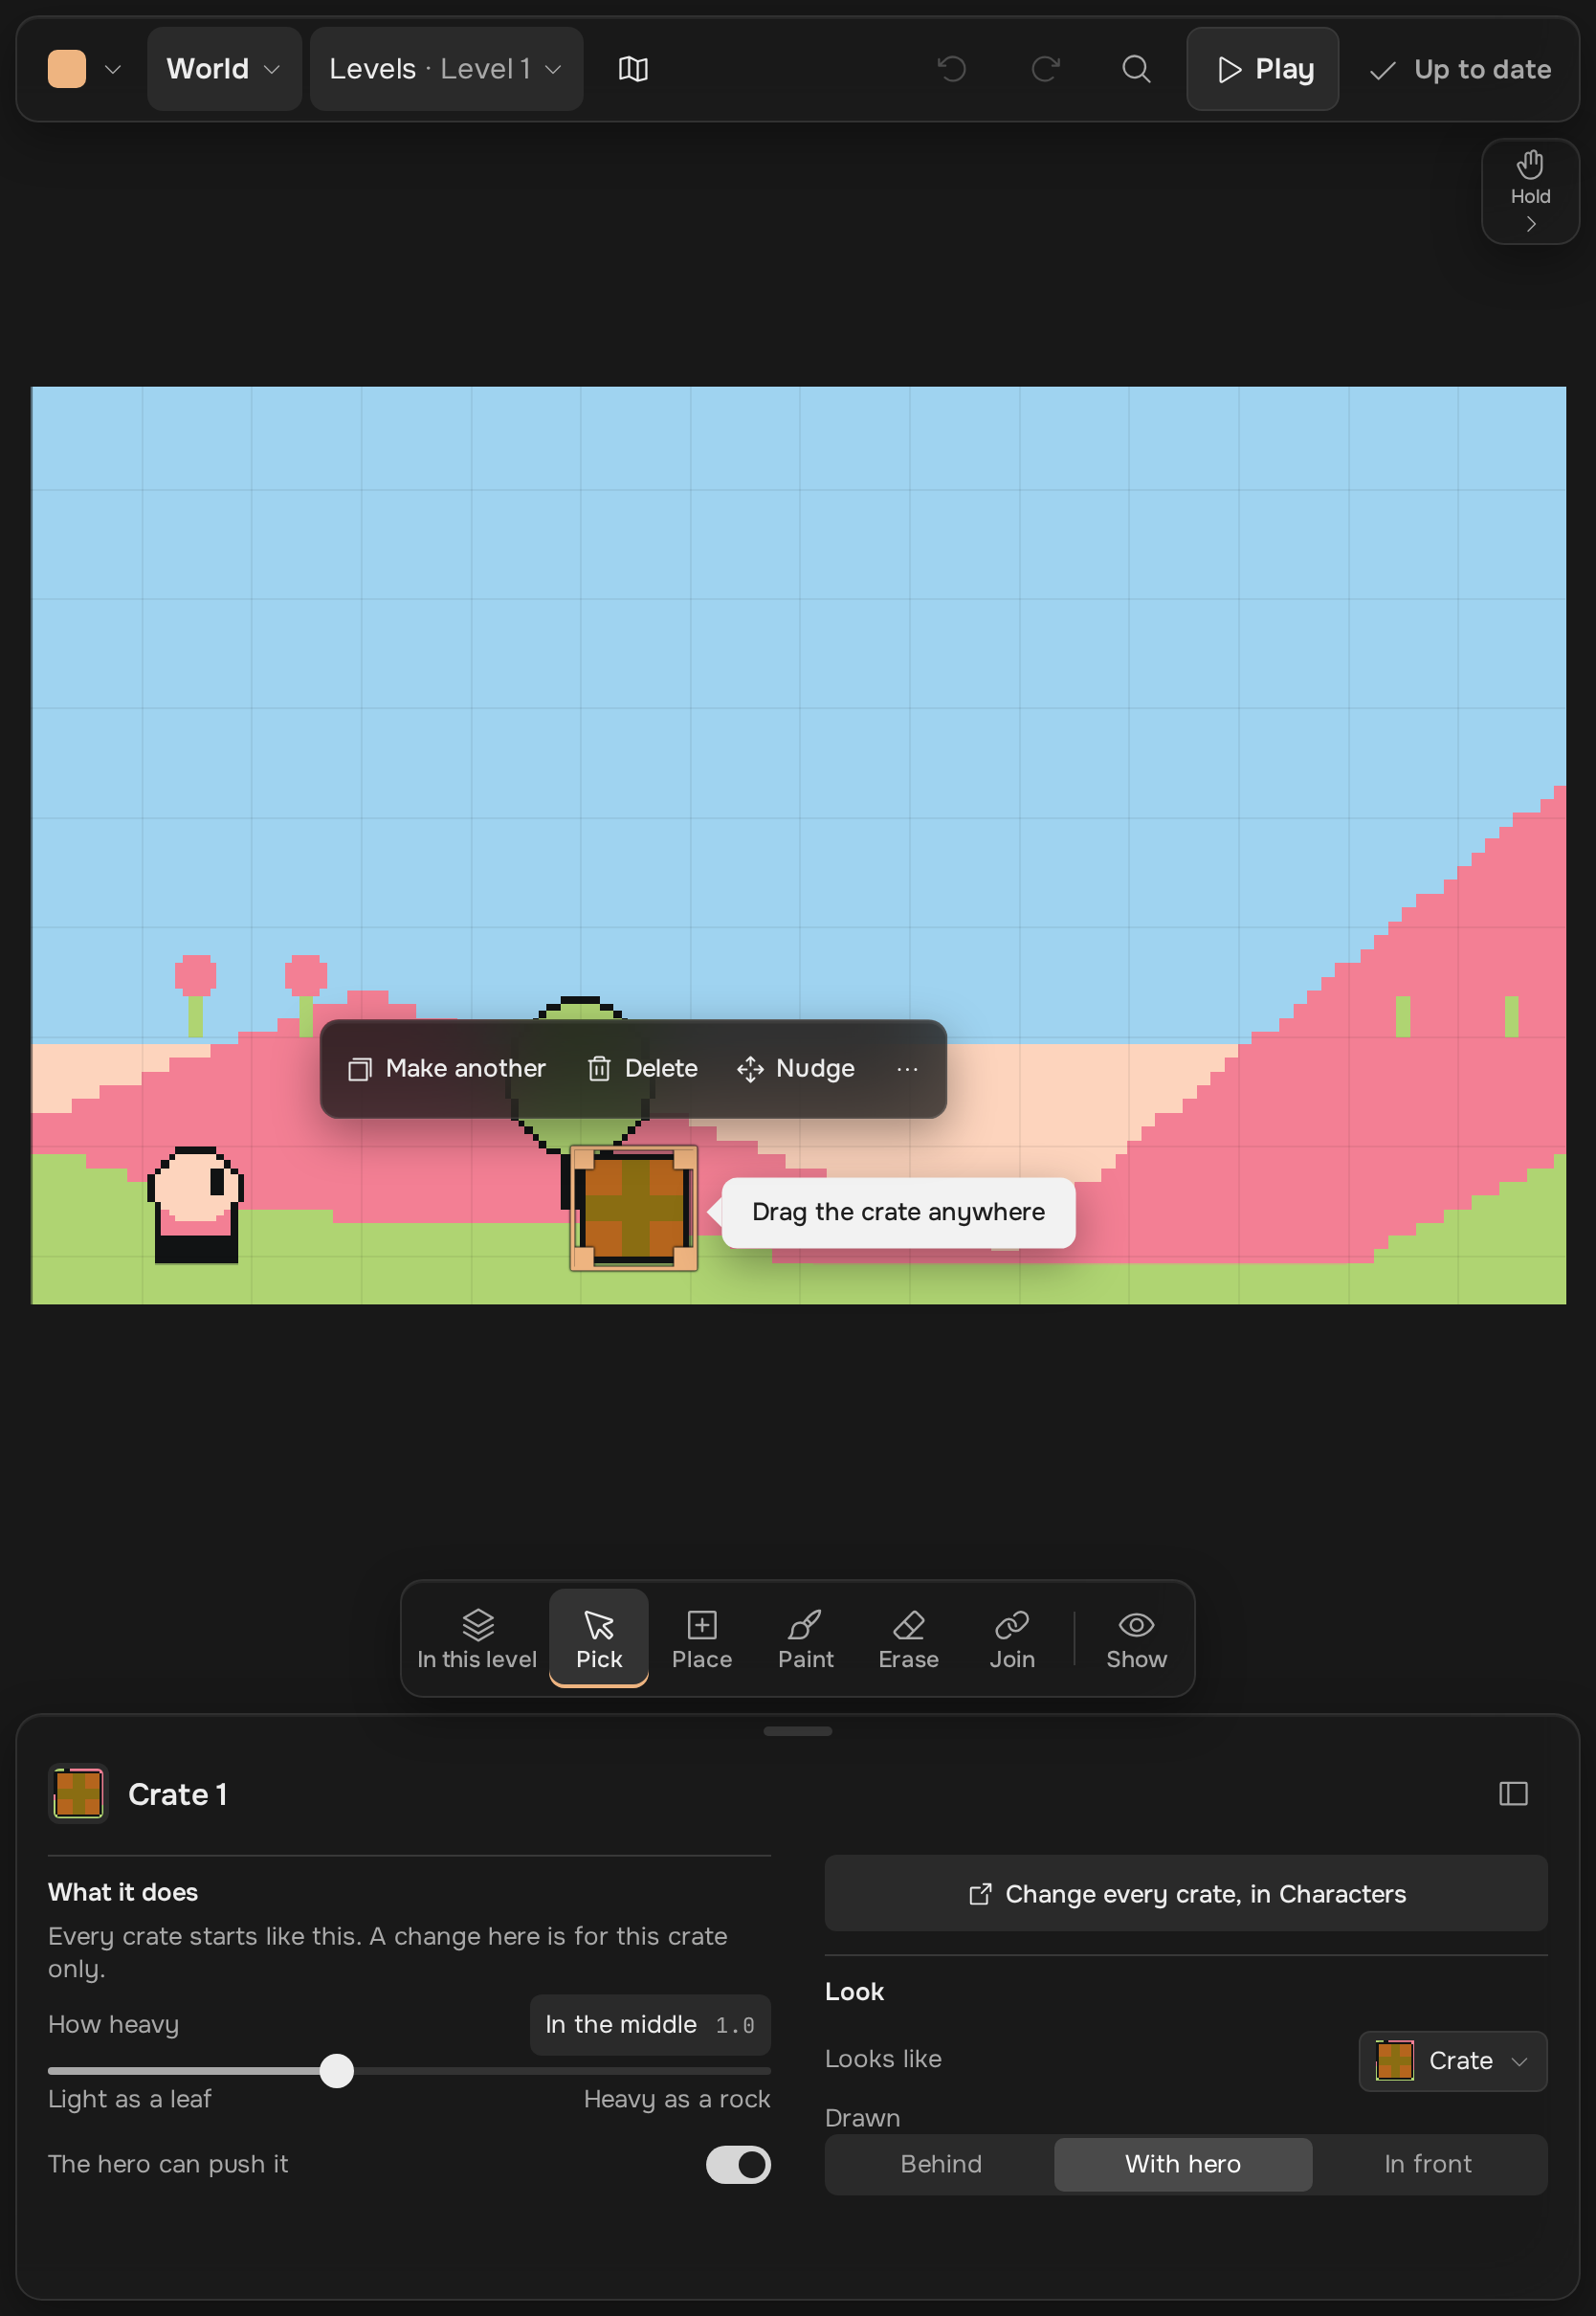 World
Levels · Level 1
Play
Up to date
Hold
Make another
Delete
Nudge
Drag the crate anywhere
In this level
Pick
Place
Paint
Erase
Join
Show
Crate 1
What it does
Every crate starts like this. A change here is for this crate
only.
How heavy
In the middle 1.0
Light as a leaf
Heavy as a rock
The hero can push it
Change every crate, in Characters
Look
Looks like
Crate
Drawn
Behind
With hero
In front